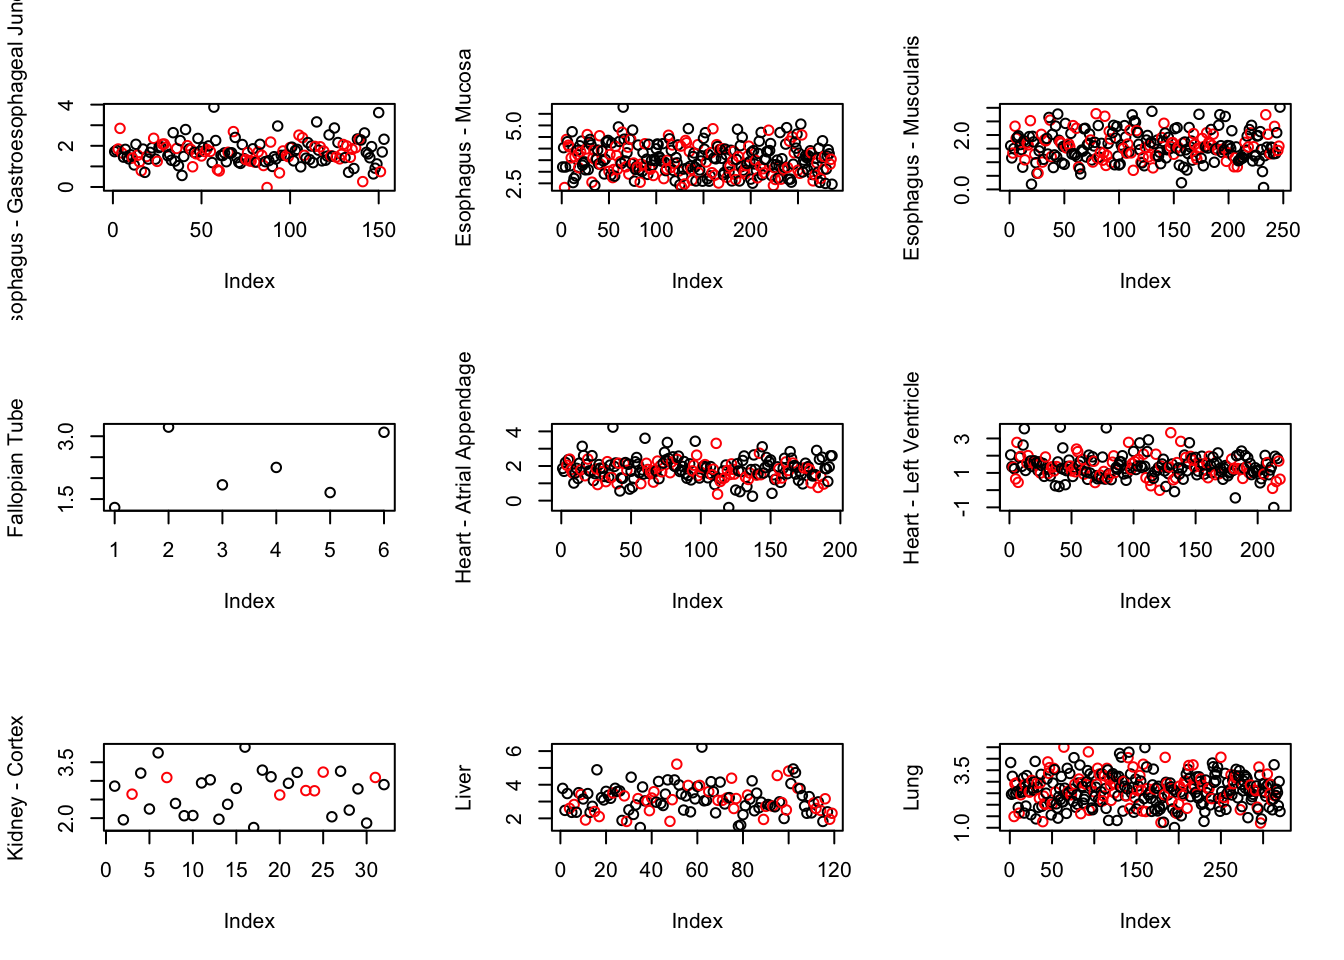 sophagus - Gastroesophageal Junc
0 2 4
0 50 100 150
Index
Esophagus - Mucosa
2.5 5.0
0 50 100 200
Index
Esophagus - Muscularis
0.0 2.0
0 50 100 150 200 250
Index
Fallopian Tube
1.5 3.0
1 2 3 4 5 6
Index
Heart - Atrial Appendage
0 2 4
0 50 100 150 200
Index
Heart - Left Ventricle
-1 1 3
0 50 100 150 200
Index
Kidney - Cortex
2.0 3.5
0 5 10 15 20 25 30
Index
Liver
2 4 6
0 20 40 60 80 120
Index
Lung
1.0 3.5
0 50 150 250
Index